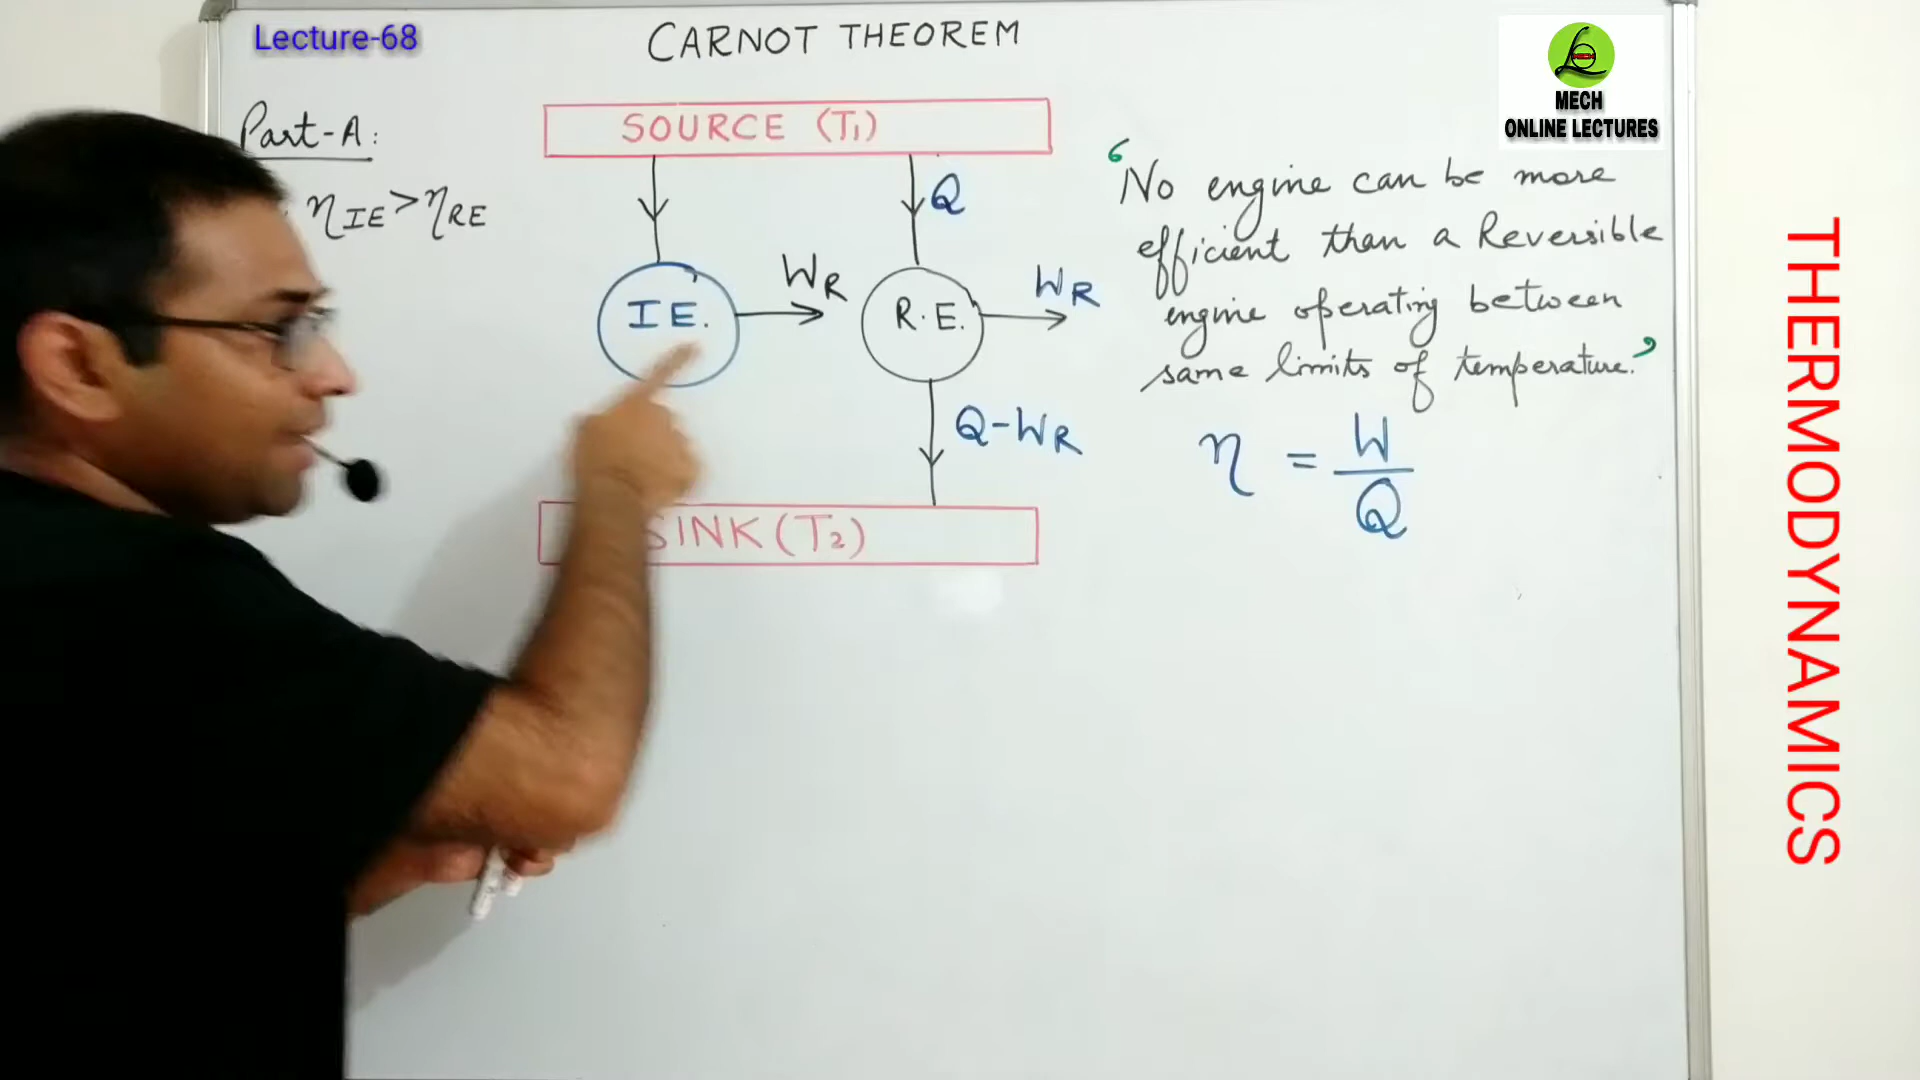 Lecture-68
CARNOT THEOREM
MECH
ONLINE LECTURES
Part-A:
ηIE > ηRE
SOURCE (T1)
Q
IE.
WR
R.E.
WR
Q-WR
SINK (T2)
‘No engine can be more
efficient than a Reversible
engine operating between
same limits of temperature.’
η = W
Q
THERMODYNAMICS